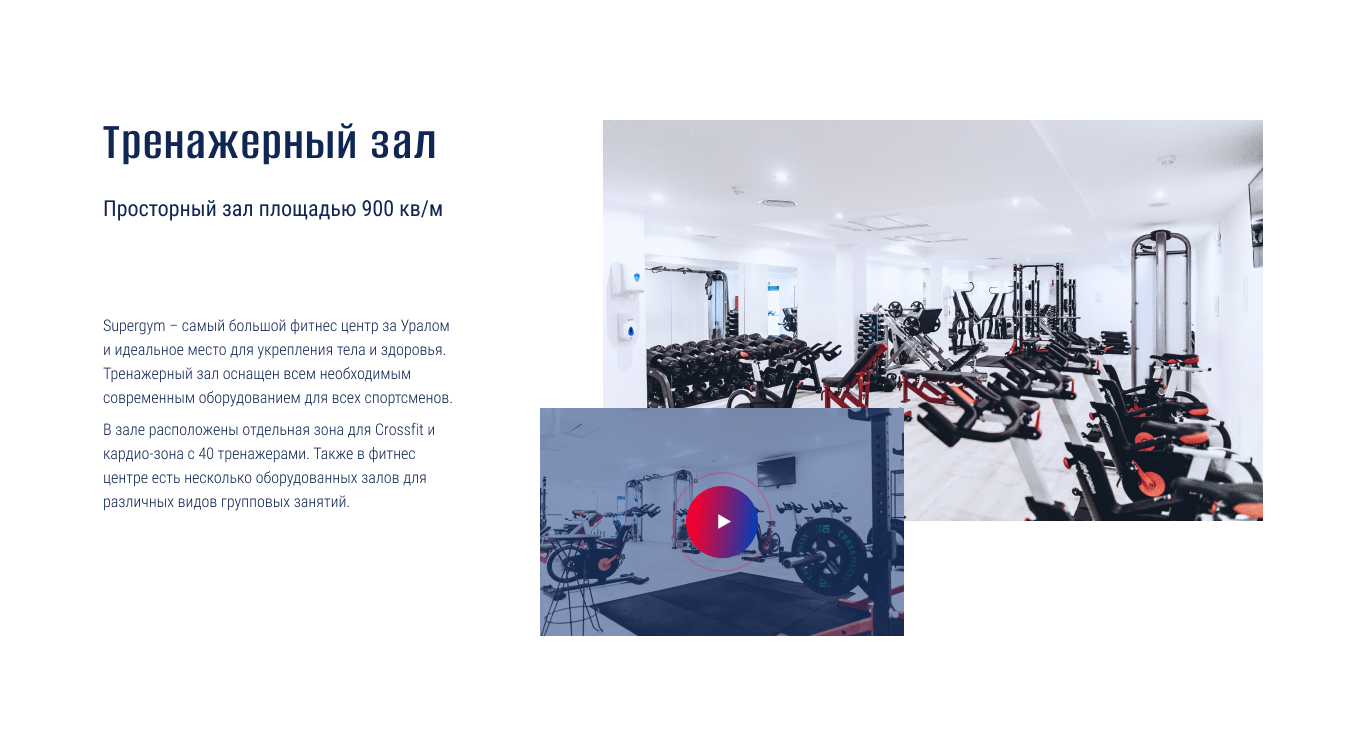 Тренажерный зал
Просторный зал площадью 900 кв/м
Supergym – самый большой фитнес центр за Уралом
и идеальное место для укрепления тела и здоровья.
Тренажерный зал оснащен всем необходимым
современным оборудованием для всех спортсменов.
В зале расположены отдельная зона для Crossfit и
кардио-зона с 40 тренажерами. Также в фитнес
центре есть несколько оборудованных залов для
различных видов групповых занятий.